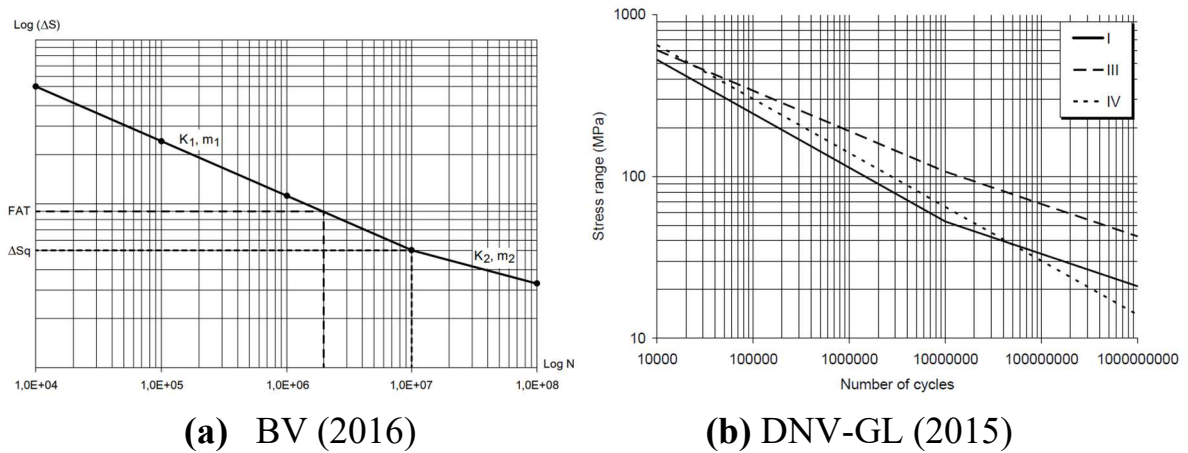 Log (ΔS)
K1, m1
FAT
ΔSq
K2, m2
Log N
1,0E+04 1,0E+05 1,0E+06 1,0E+07 1,0E+08
(a) BV (2016)
1000
I
III
IV
Stress range (MPa)
100
10
10000 100000 1000000 10000000 100000000 1000000000
Number of cycles
(b) DNV-GL (2015)